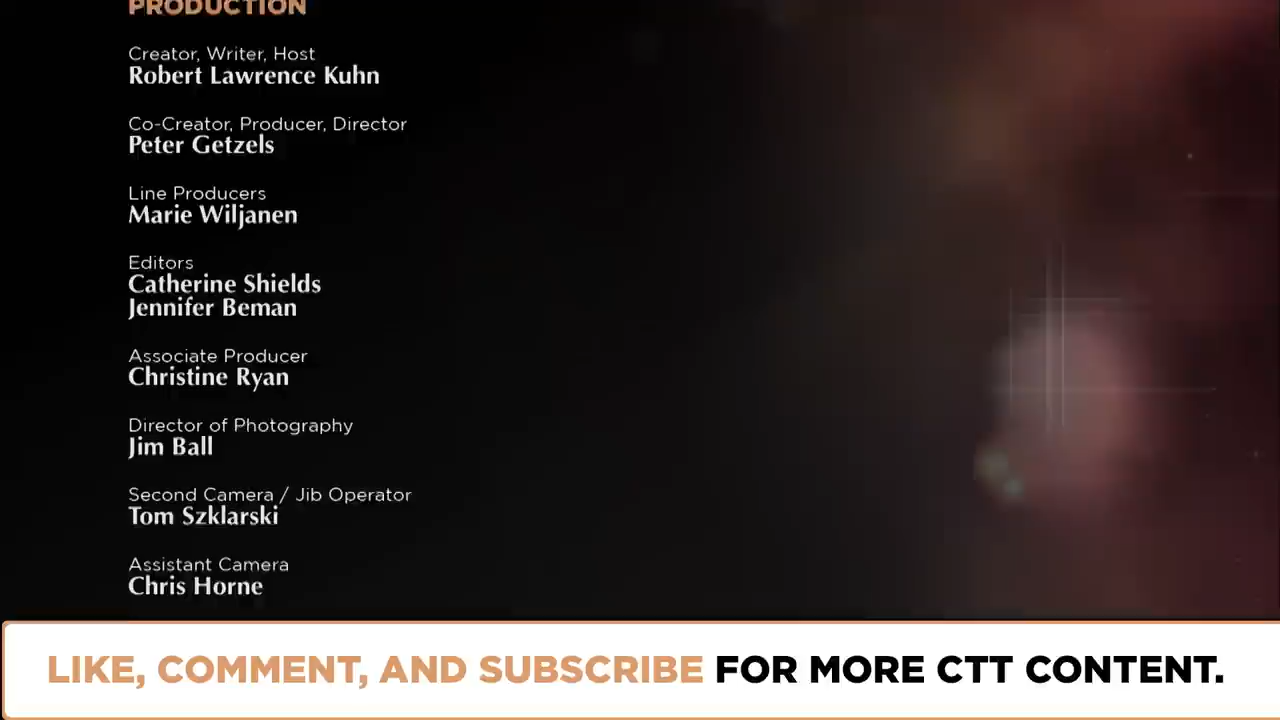 PRODUCTION
Creator, Writer, Host
Robert Lawrence Kuhn
Co-Creator, Producer, Director
Peter Getzels
Line Producers
Marie Wiljanen
Editors
Catherine Shields
Jennifer Beman
Associate Producer
Christine Ryan
Director of Photography
Jim Ball
Second Camera / Jib Operator
Tom Szklarski
Assistant Camera
Chris Horne
LIKE, COMMENT, AND SUBSCRIBE FOR MORE CTT CONTENT.